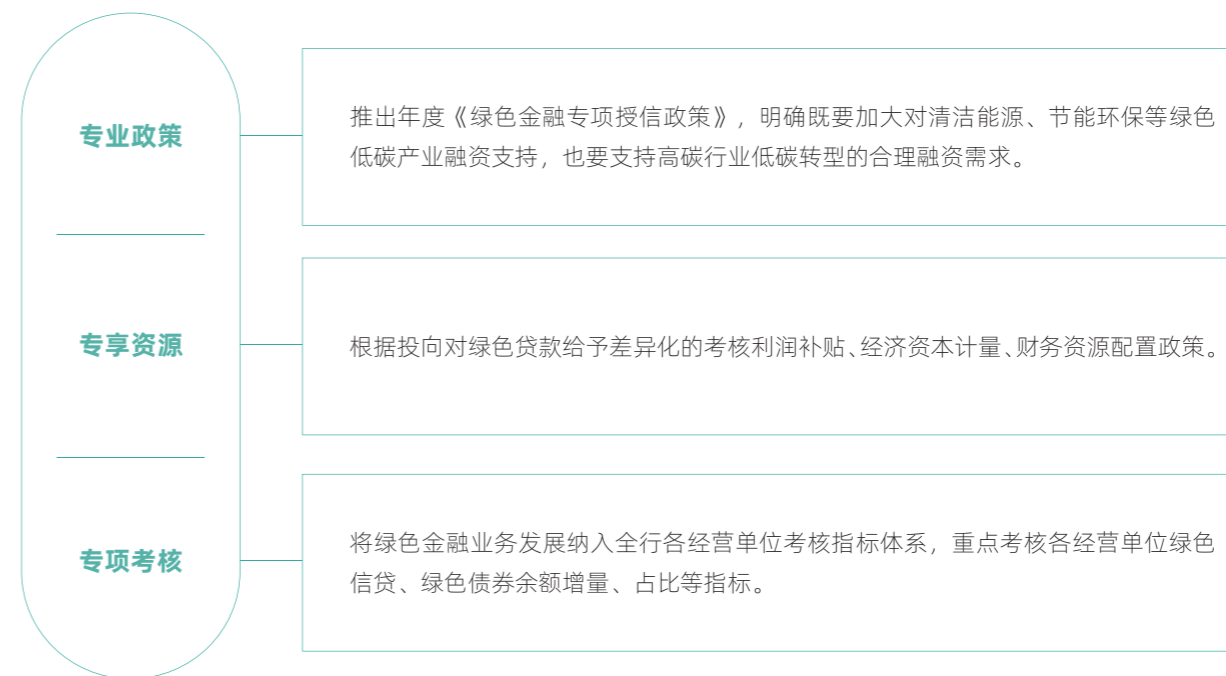 专业政策
推出年度《绿色金融专项授信政策》，明确既要加大对清洁能源、节能环保等绿色
低碳产业融资支持，也要支持高碳行业低碳转型的合理融资需求。
专享资源
根据投向对绿色贷款给予差异化的考核利润补贴、经济资本计量、财务资源配置政策。
专项考核
将绿色金融业务发展纳入全行各经营单位考核指标体系，重点考核各经营单位绿色
信贷、绿色债券余额增量、占比等指标。